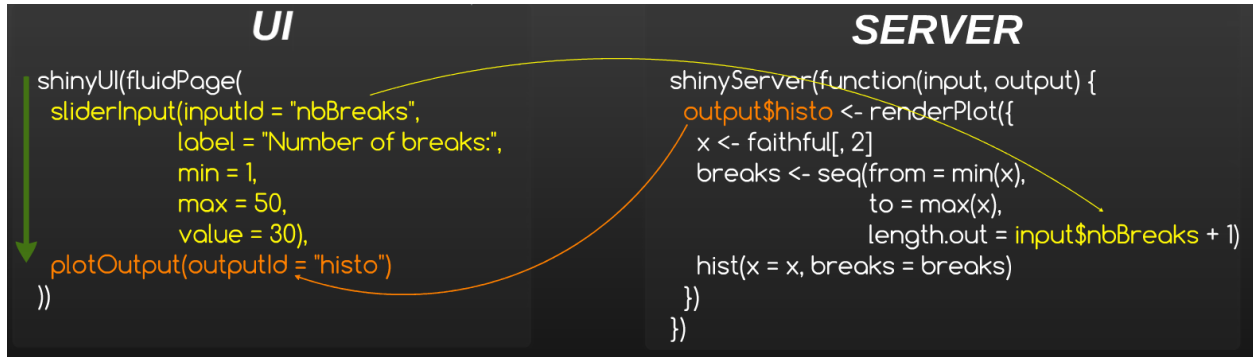 UI
shinyUI(fluidPage(
sliderInput(inputId = "nbBreaks",
label = "Number of breaks:",
min = 1,
max = 50,
value = 30),
plotOutput(outputId = "histo")
))
SERVER
shinyServer(function(input, output) {
output$histo <- renderPlot({
x <- faithful[, 2]
breaks <- seq(from = min(x),
to = max(x),
length.out = input$nbBreaks + 1)
hist(x = x, breaks = breaks)
})
})